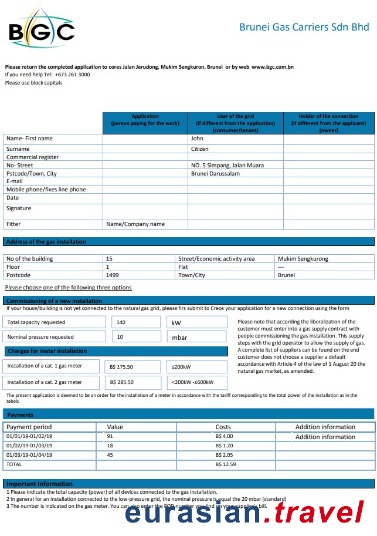 BGC
Brunei Gas Carriers Sdn Bhd
Please return the completed application to cores Jalan Jerudong, Mukim Sengkuron, Brunei or by web www.bgc.com.bn
If you need help Tel: +673 261 3000
Please use block capitals
Application (person paying for the work) User of the grid (if different from the application) (consumer/tenant) Holder of the connection (if different from the applicant) (owner)
Name- First name John
Surname Citizen
Commercial register
No- Street NO. 5 Simpang, Jalan Muara
Pstcode/Town, City Brunei Darussalam
E-mail
Mobile phone/fixes line phone
Date
Signature
Fitter Name/Company name
Address of the gas installation
No of the building 15 Street/Economic activity area Mukim Sengkurong
Floor 1 Flat ---
Postcode 1499 Town/City Brunei
Please choose one of the following three options
Commissioning of a new installation
If your house/building is not yet connected to the natural gas grid, please firs submit to Creos your application for a new connection using the form
Total capacity requested 140 kW
Nominal pressure requested 10 mbar
Charges for meter installation
Installation of a cat. 1 gas meter B$ 175.50 ≤200kW
Installation of a cat. 2 gas meter B$ 285.50 <200kW -≤500kW
Please note that according the liberalization of the
customer must enter into a gas supply contract with
people commissioning the gas installation. This supply
steps with the grid operator to allow the supply of gas.
A complete list of suppliers can be found on the end
customer does not choose a supplier a default
accordance with Article 4 of the law of 1 August 20 the
natural gas market, as amended.
The present application is deemed to be an order for the installation of a meter in accordance with the tariff corresponding to the total power of the installation as in the
tabels
Payments
Payment period Value Costs Addition information
01/01/19-01/02/19 91 B$ 4.00 Addition information
01/02/19-01/03/19 18 B$ 1.20
01/03/19-01/04/19 45 B$ 2.05
TOTAL B$ 12.59
Important information
1 Please indicate the total capacity (power) of all devices connected to the gas installation.
2 In general for an installation connected to the low-pressure grid, the nominal pressure is equal the 20 mbar (standard)
3 The number is indicated on the gas meter. You can also enter the POD number you find on your supplier's bill.
eurasian.travel